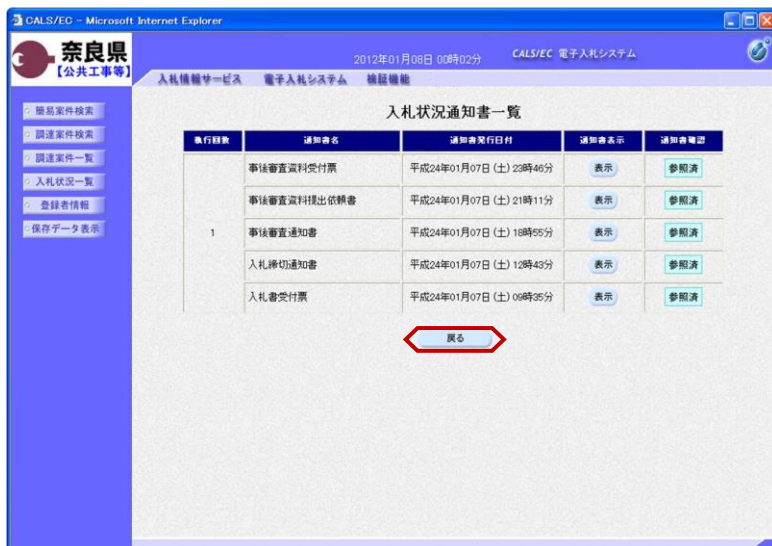 CALS/EC - Microsoft Internet Explorer
奈良県
【公共工事等】
2012年01月08日 00時02分
CALS/EC 電子入札システム
入札情報サービス 電子入札システム 検証機能
簡易案件検索
調達案件検索
調達案件一覧
入札状況一覧
登録者情報
保存データ表示
入札状況通知書一覧
執行回数 通知書名 通知書発行日付 通知書表示 通知書確認
事後審査資料受付票 平成24年01月07日(土)23時46分 表示 参照済
事後審査資料提出依頼書 平成24年01月07日(土)21時11分 表示 参照済
1 事後審査通知書 平成24年01月07日(土)18時55分 表示 参照済
入札締切通知書 平成24年01月07日(土)12時43分 表示 参照済
入札書受付票 平成24年01月07日(土)09時35分 表示 参照済
戻る